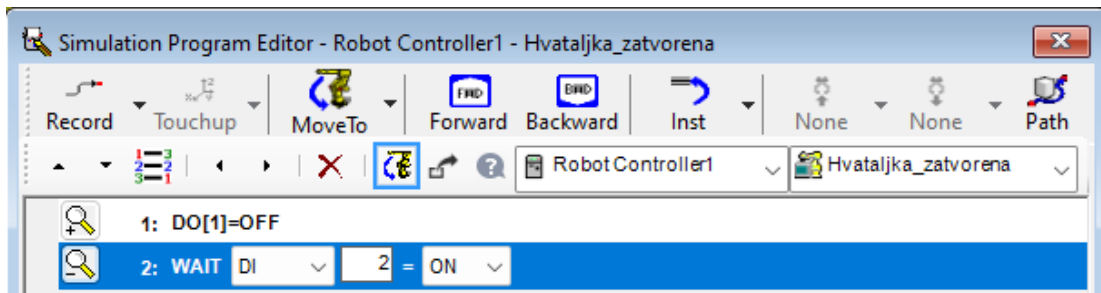 Simulation Program Editor - Robot Controller1 - Hvataljka_zatvorena
FWD BWD
Record Touchup MoveTo Forward Backward Inst None None Path
Robot Controller1 Hvataljka_zatvorena
1: DO[1]=OFF
2: WAIT DI 2 = ON